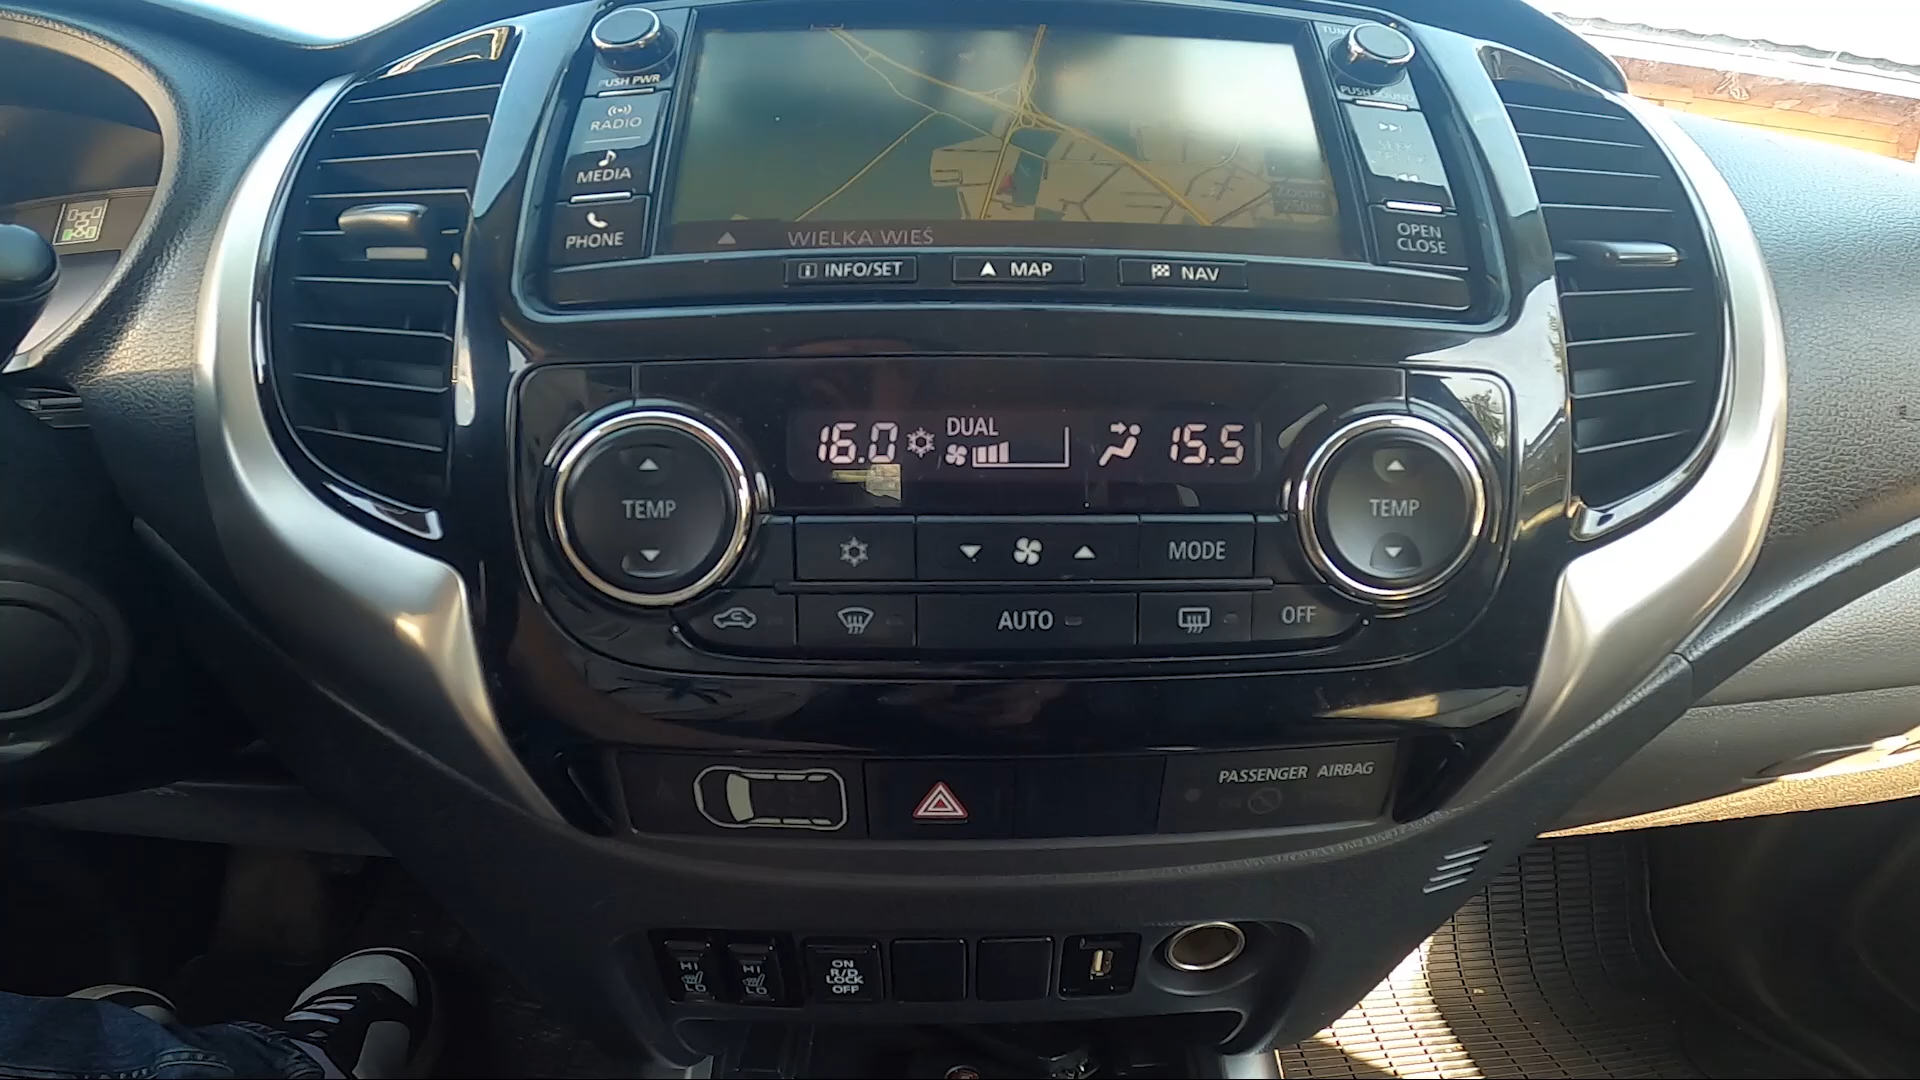 PUSH PWR
TUNE
PUSH SOUND
RADIO
MEDIA
PHONE
OPEN
CLOSE
WIELKA WIEŚ
INFO/SET
MAP
NAV
16.0
DUAL
15.5
TEMP
TEMP
MODE
AUTO
OFF
PASSENGER AIRBAG
HI
LO
HI
LO
ON
R/D
LOCK
OFF